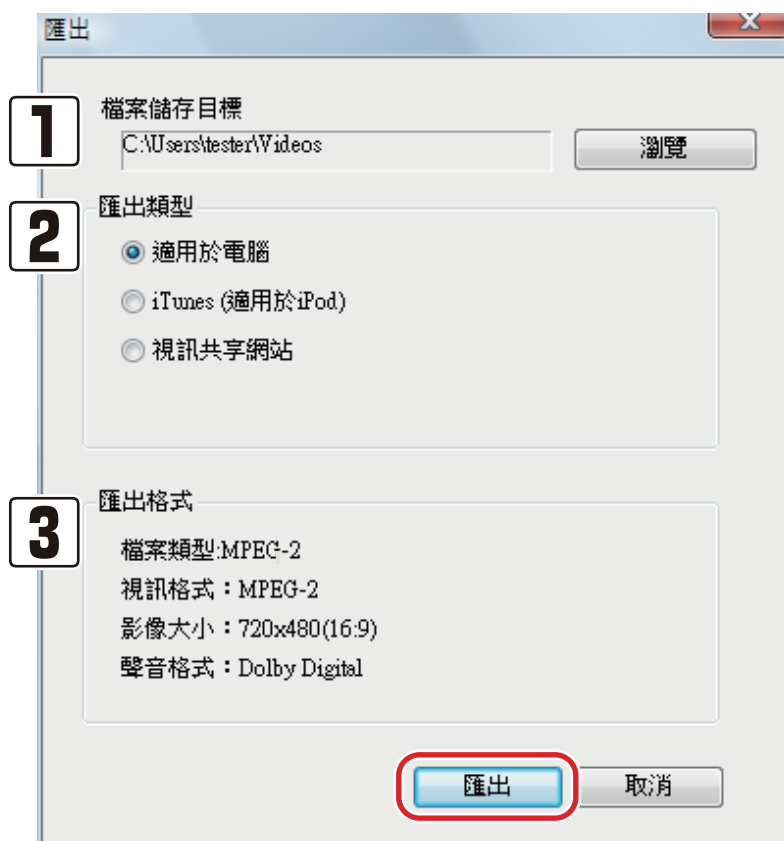 匯出
X
1
檔案儲存目標
C:\Users\tester\Videos
瀏覽
2
匯出類型
適用於電腦
iTunes (適用於iPod)
視訊共享網站
3
匯出格式
檔案類型:MPEG-2
視訊格式：MPEG-2
影像大小：720x480(16:9)
聲音格式：Dolby Digital
匯出
取消